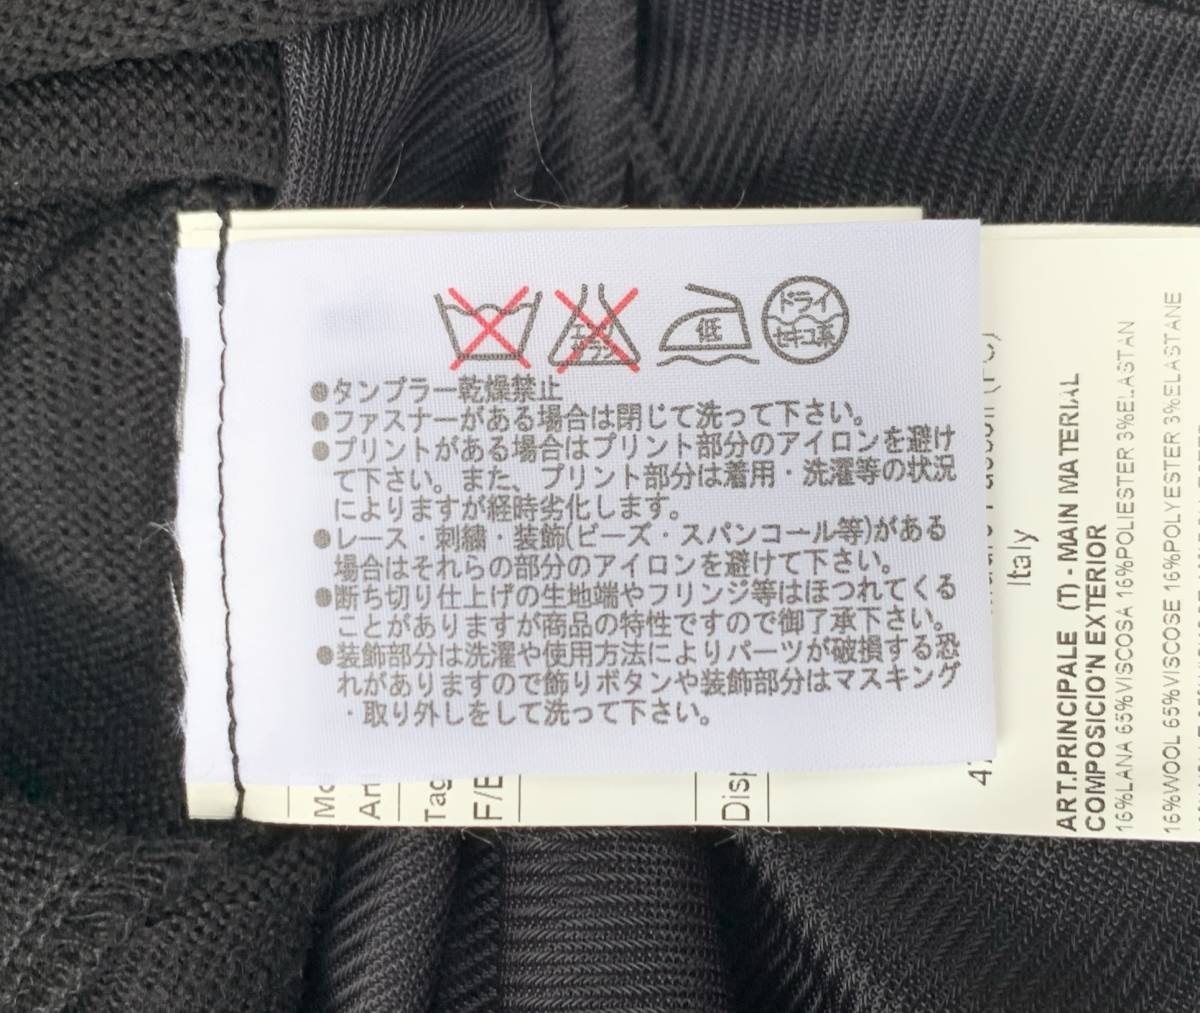 エンソ
ドラン
低
ドライ
セキユ系
●タンブラー乾燥禁止
●ファスナーがある場合は閉じて洗って下さい。
●プリントがある場合はプリント部分のアイロンを避け
て下さい。また、プリント部分は着用・洗濯等の状況
によりますが経時劣化します。
●レース・刺繍・装飾(ビーズ・スパンコール等)がある
場合はそれらの部分のアイロンを避けて下さい。
●断ち切り仕上げの生地端やフリンジ等はほつれてくる
ことがありますが商品の特性ですので御了承下さい。
●装飾部分は洗濯や使用方法によりパーツが破損する恐
れがありますので飾りボタンや装飾部分はマスキング
・取り外しをして洗って下さい。
Mo
An
Tag
F/E
Disp
Italy
ART.PRINCIPALE (T) - MAIN MATERIAL
COMPOSICIO'N EXTERIOR
16%LANA 65%VISCOSA 16%POLIESTER 3%ELASTAN
16%WOOL 65%VISCOSE 16%POLYESTER 3%ELASTANE